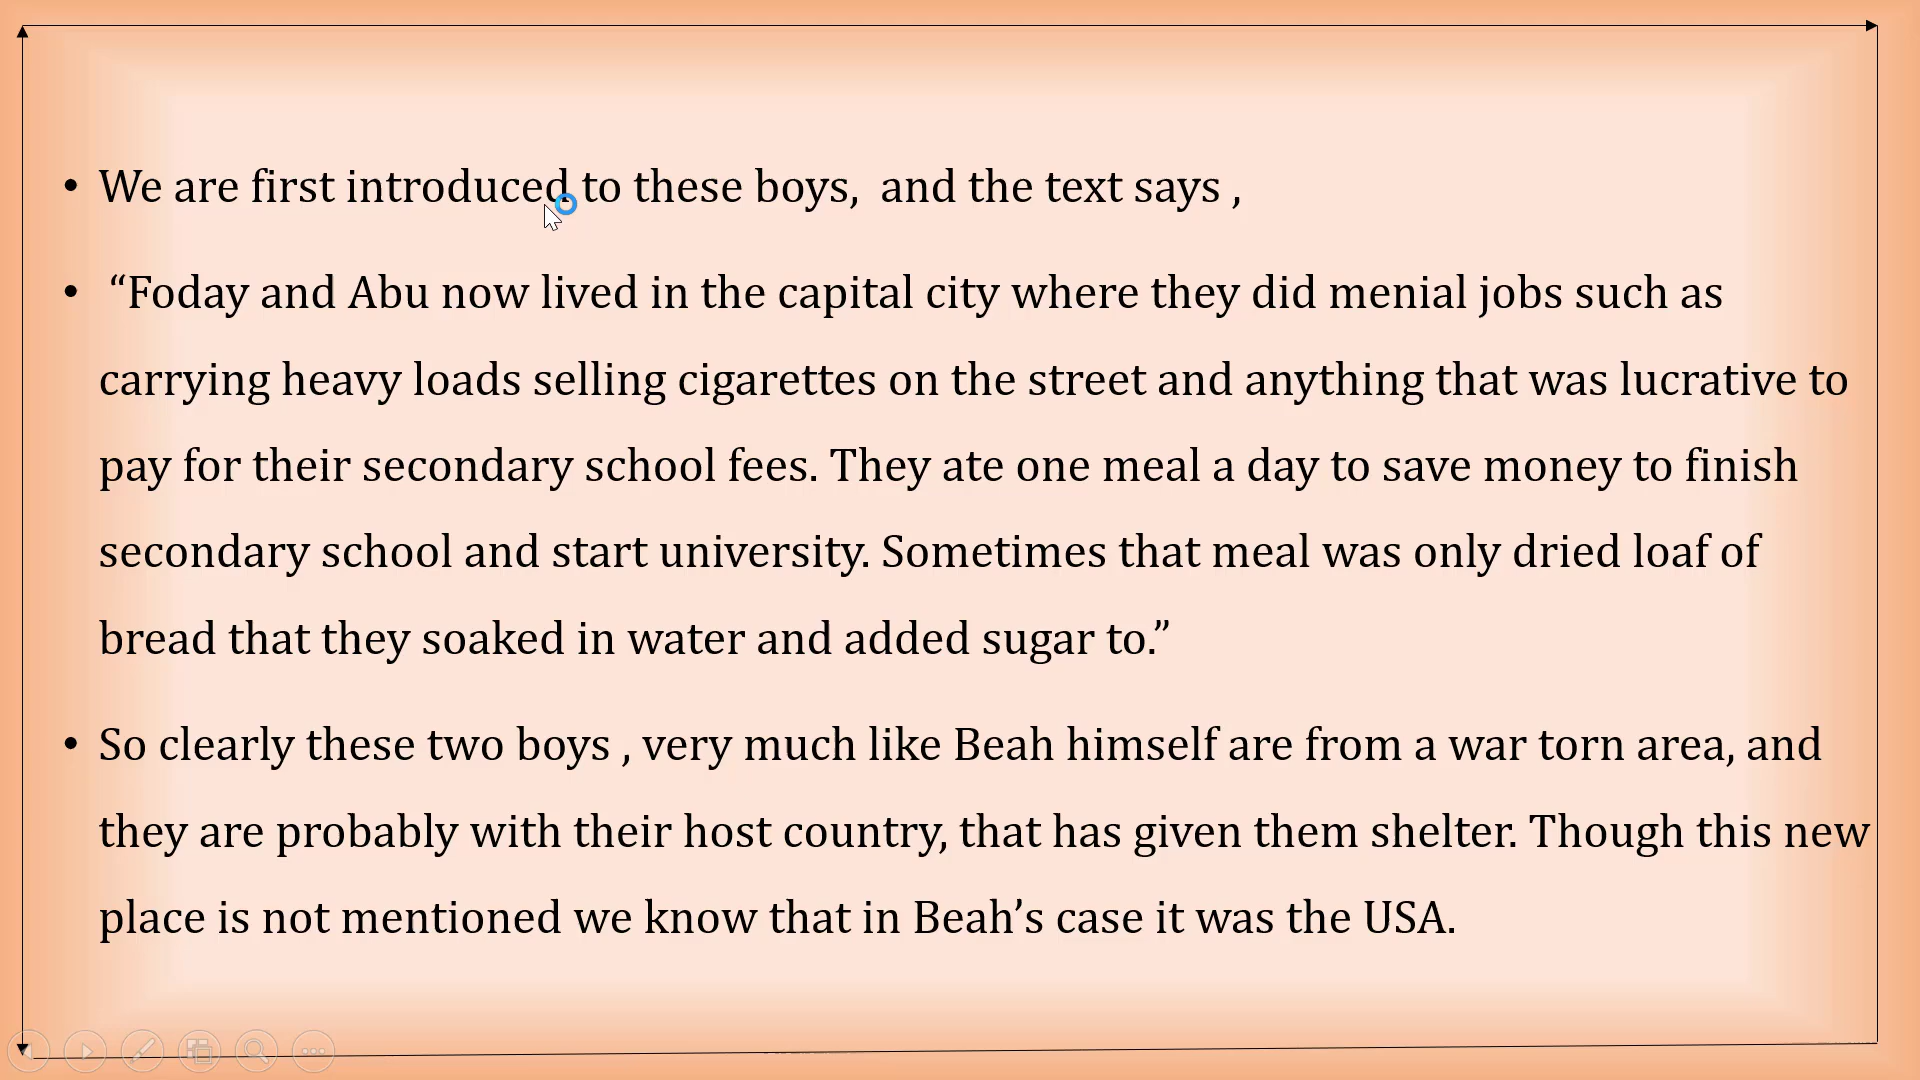 • We are first introduced to these boys,  and the text says ,
•  “Foday and Abu now lived in the capital city where they did menial jobs such as
carrying heavy loads selling cigarettes on the street and anything that was lucrative to
pay for their secondary school fees. They ate one meal a day to save money to finish
secondary school and start university. Sometimes that meal was only dried loaf of
bread that they soaked in water and added sugar to.”
• So clearly these two boys , very much like Beah himself are from a war torn area, and
they are probably with their host country, that has given them shelter. Though this new
place is not mentioned we know that in Beah’s case it was the USA.